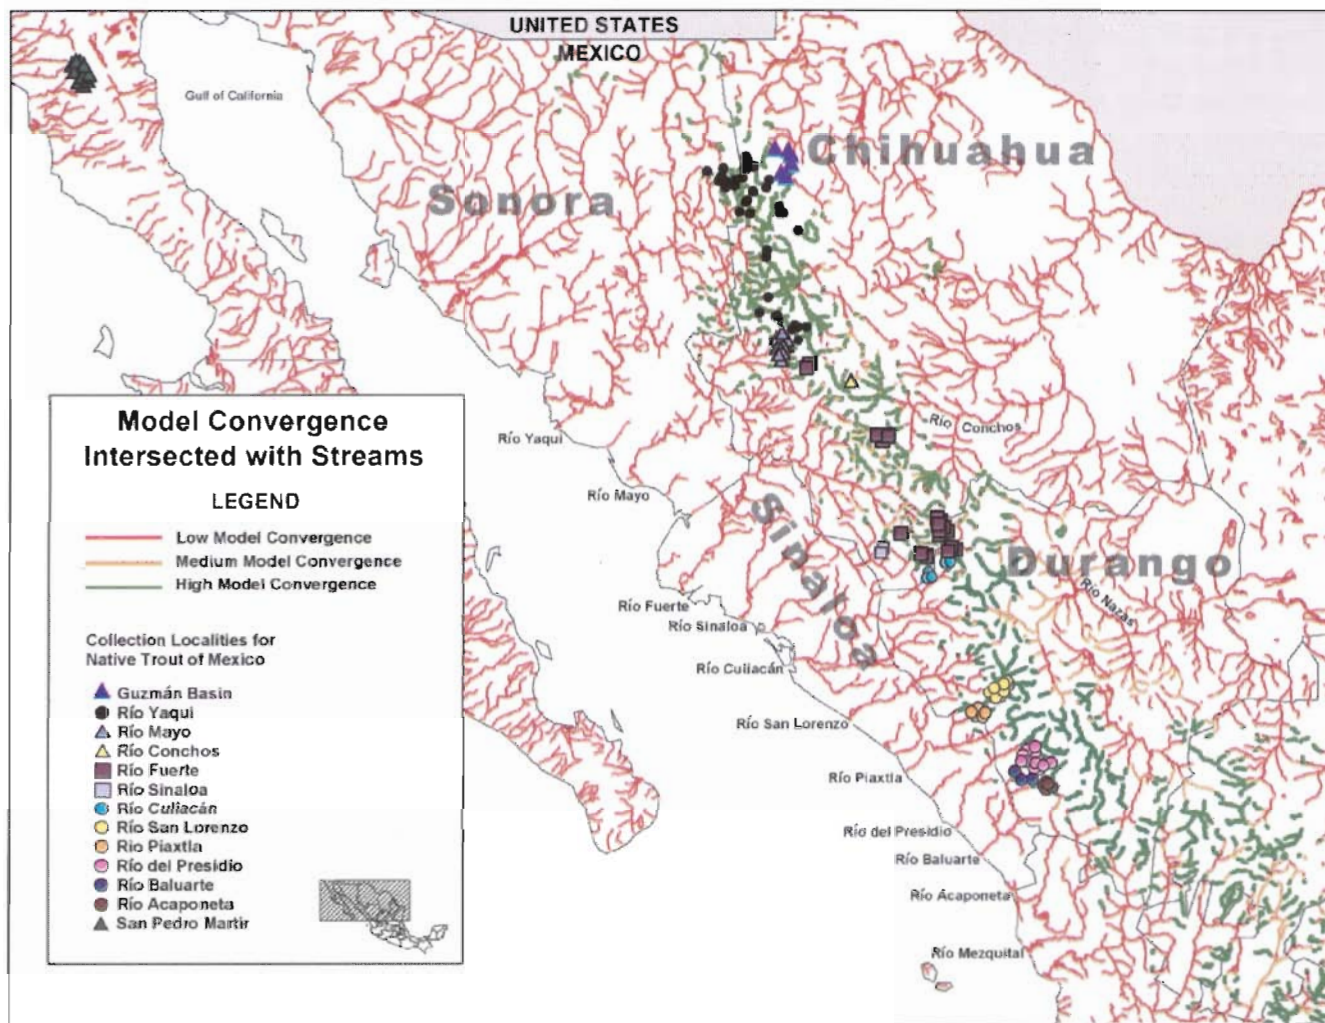 UNITED STATES
MEXICO
Gulf of California
Chihuahua
Sonora
Río Conchos
Río Yaqui
Río Mayo
Sinaloa
Durango
Río Nazas
Río Fuerte
Río Sinaloa
Río Culiacán
Río San Lorenzo
Río Piaxtla
Río del Presidio
Río Baluarte
Río Acaponeta
Río Mezquital
Model Convergence
Intersected with Streams
LEGEND
Low Model Convergence
Medium Model Convergence
High Model Convergence
Collection Localities for
Native Trout of Mexico
Guzmán Basin
Río Yaqui
Río Mayo
Río Conchos
Río Fuerte
Río Sinaloa
Río Culiacán
Río San Lorenzo
Río Piaxtla
Río del Presidio
Río Baluarte
Río Acaponeta
San Pedro Martir